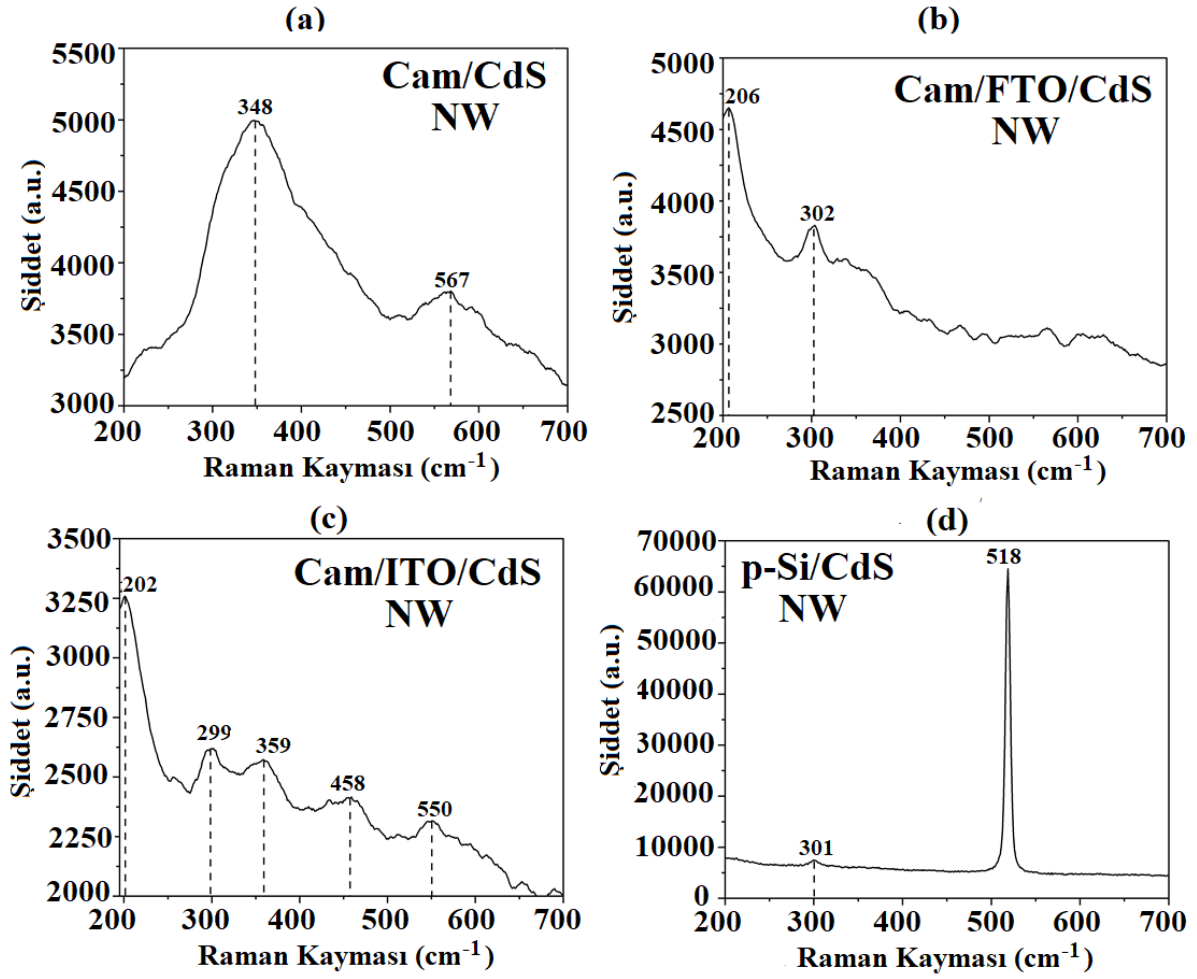 (a)
Cam/CdS
NW
348
567
5500
5000
4500
4000
3500
3000
200 300 400 500 600 700
Şiddet (a.u.)
Raman Kayması (cm⁻¹)
(b)
Cam/FTO/CdS
NW
206
302
5000
4500
4000
3500
3000
2500
200 300 400 500 600 700
Şiddet (a.u.)
Raman Kayması (cm⁻¹)
(c)
Cam/ITO/CdS
NW
202
299
359
458
550
3500
3250
3000
2750
2500
2250
2000
200 300 400 500 600 700
Şiddet (a.u.)
Raman Kayması (cm⁻¹)
(d)
p-Si/CdS
NW
518
301
70000
60000
50000
40000
30000
20000
10000
0
200 300 400 500 600 700
Şiddet (a.u.)
Raman Kayması (cm⁻¹)